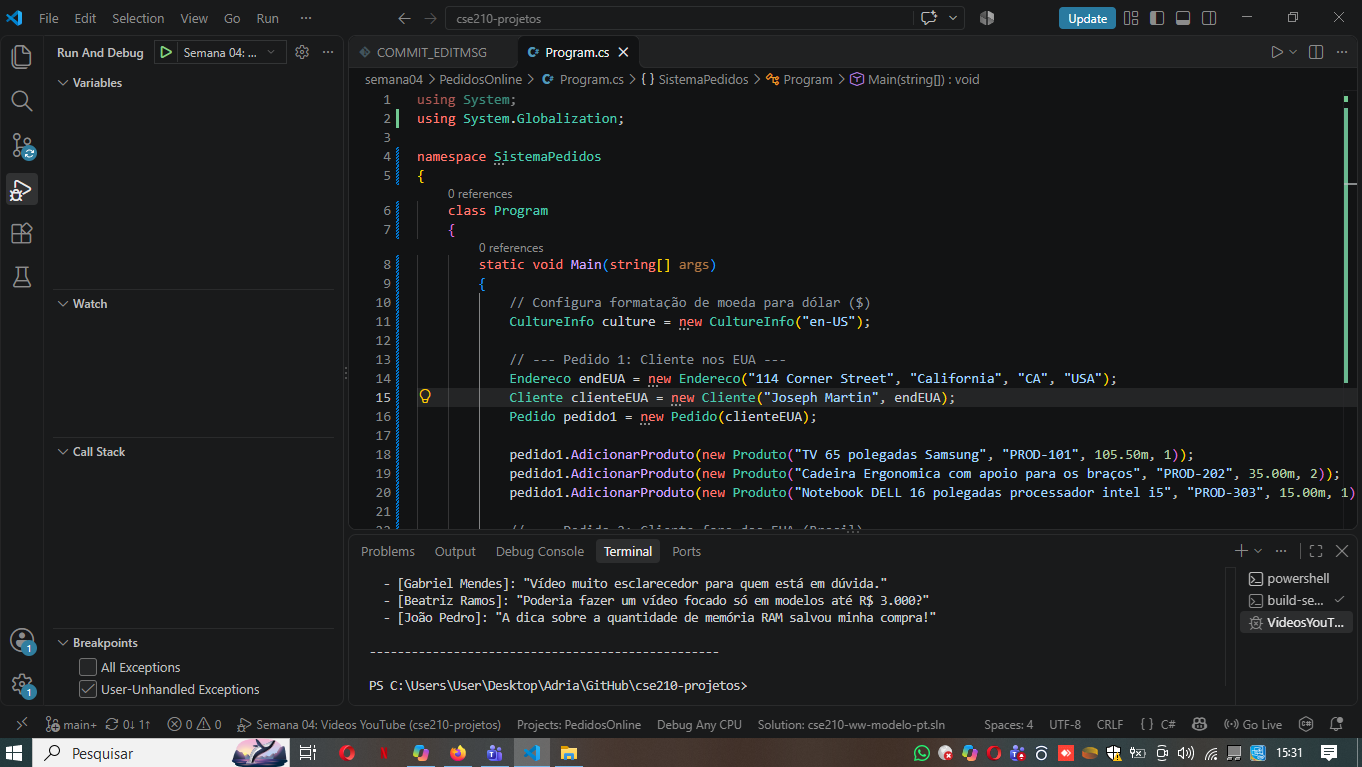 File Edit Selection View Go Run ··· cse210-projetos Update
Run And Debug Semana 04: ... ···
Variables
Watch
Call Stack
Breakpoints
All Exceptions
User-Unhandled Exceptions
1
1
COMMIT_EDITMSG Program.cs
semana04 > PedidosOnline > Program.cs > { } SistemaPedidos > Program > Main(string[]) : void
1 using System;
2 using System.Globalization;
3
4 namespace SistemaPedidos
5 {
0 references
6 class Program
7 {
0 references
8 static void Main(string[] args)
9 {
10 // Configura formatação de moeda para dólar ($)
11 CultureInfo culture = new CultureInfo("en-US");
12
13 // --- Pedido 1: Cliente nos EUA ---
14 Endereco endEUA = new Endereco("114 Corner Street", "California", "CA", "USA");
15 Cliente clienteEUA = new Cliente("Joseph Martin", endEUA);
16 Pedido pedido1 = new Pedido(clienteEUA);
17
18 pedido1.AdicionarProduto(new Produto("TV 65 polegadas Samsung", "PROD-101", 105.50m, 1));
19 pedido1.AdicionarProduto(new Produto("Cadeira Ergonomica com apoio para os braços", "PROD-202", 35.00m, 2));
20 pedido1.AdicionarProduto(new Produto("Notebook DELL 16 polegadas processador intel i5", "PROD-303", 15.00m, 1)
21
22 // --- Pedido 2: Cliente fora dos EUA (Brasil)
Problems Output Debug Console Terminal Ports
- [Gabriel Mendes]: "Vídeo muito esclarecedor para quem está em dúvida."
- [Beatriz Ramos]: "Poderia fazer um vídeo focado só em modelos até R$ 3.000?"
- [João Pedro]: "A dica sobre a quantidade de memória RAM salvou minha compra!"
--------------------------------------------------
PS C:\Users\User\Desktop\Adria\GitHub\cse210-projetos>
powershell
build-se...
VideosYouT...
main+ 0↓ 1↑ 0 0 Semana 04: Videos YouTube (cse210-projetos) Projects: PedidosOnline Debug Any CPU Solution: cse210-ww-modelo-pt.sln Spaces: 4 UTF-8 CRLF { } C# Go Live
Pesquisar 15:31